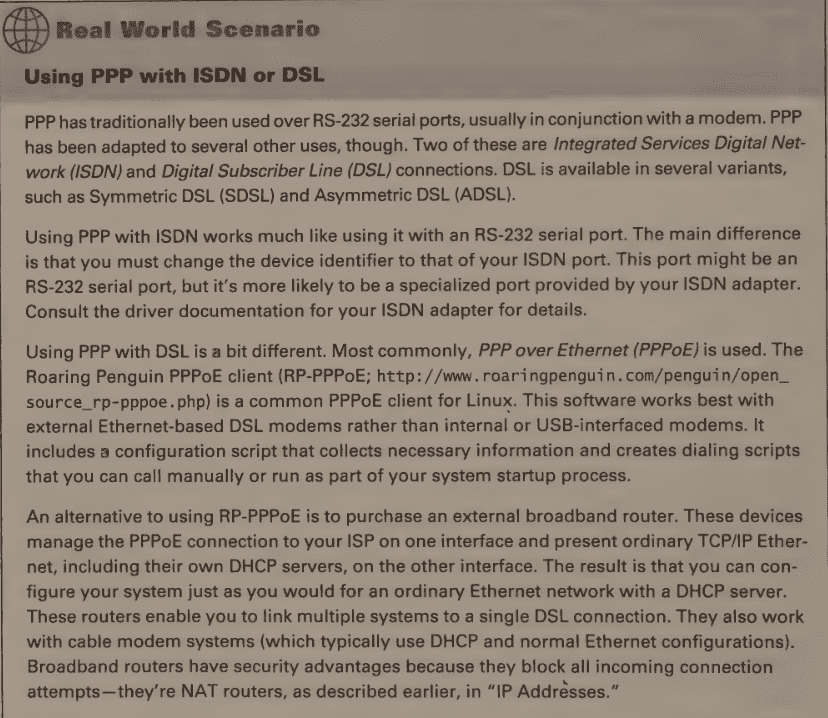 Real World Scenario
Using PPP with ISDN or DSL
PPP has traditionally been used over RS-232 serial ports, usually in conjunction with a modem. PPP
has been adapted to several other uses, though. Two of these are Integrated Services Digital Net-
work (ISDN) and Digital Subscriber Line (DSL) connections. DSL is available in several variants,
such as Symmetric DSL (SDSL) and Asymmetric DSL (ADSL).
Using PPP with ISDN works much like using it with an RS-232 serial port. The main difference
is that you must change the device identifier to that of your ISDN port. This port might be an
RS-232 serial port, but it's more likely to be a specialized port provided by your ISDN adapter.
Consult the driver documentation for your ISDN adapter for details.
Using PPP with DSL is a bit different. Most commonly, PPP over Ethernet (PPPoE) is used. The
Roaring Penguin PPPoE client (RP-PPPoE; http://www.roaringpenguin.com/penguin/open_
source_rp-pppoe.php) is a common PPPoE client for Linux. This software works best with
external Ethernet-based DSL modems rather than internal or USB-interfaced modems. It
includes a configuration script that collects necessary information and creates dialing scripts
that you can call manually or run as part of your system startup process.
An alternative to using RP-PPPoE is to purchase an external broadband router. These devices
manage the PPPoE connection to your ISP on one interface and present ordinary TCP/IP Ether-
net, including their own DHCP servers, on the other interface. The result is that you can con-
figure your system just as you would for an ordinary Ethernet network with a DHCP server.
These routers enable you to link multiple systems to a single DSL connection. They also work
with cable modem systems (which typically use DHCP and normal Ethernet configurations).
Broadband routers have security advantages because they block all incoming connection
attempts—they're NAT routers, as described earlier, in "IP Addresses."